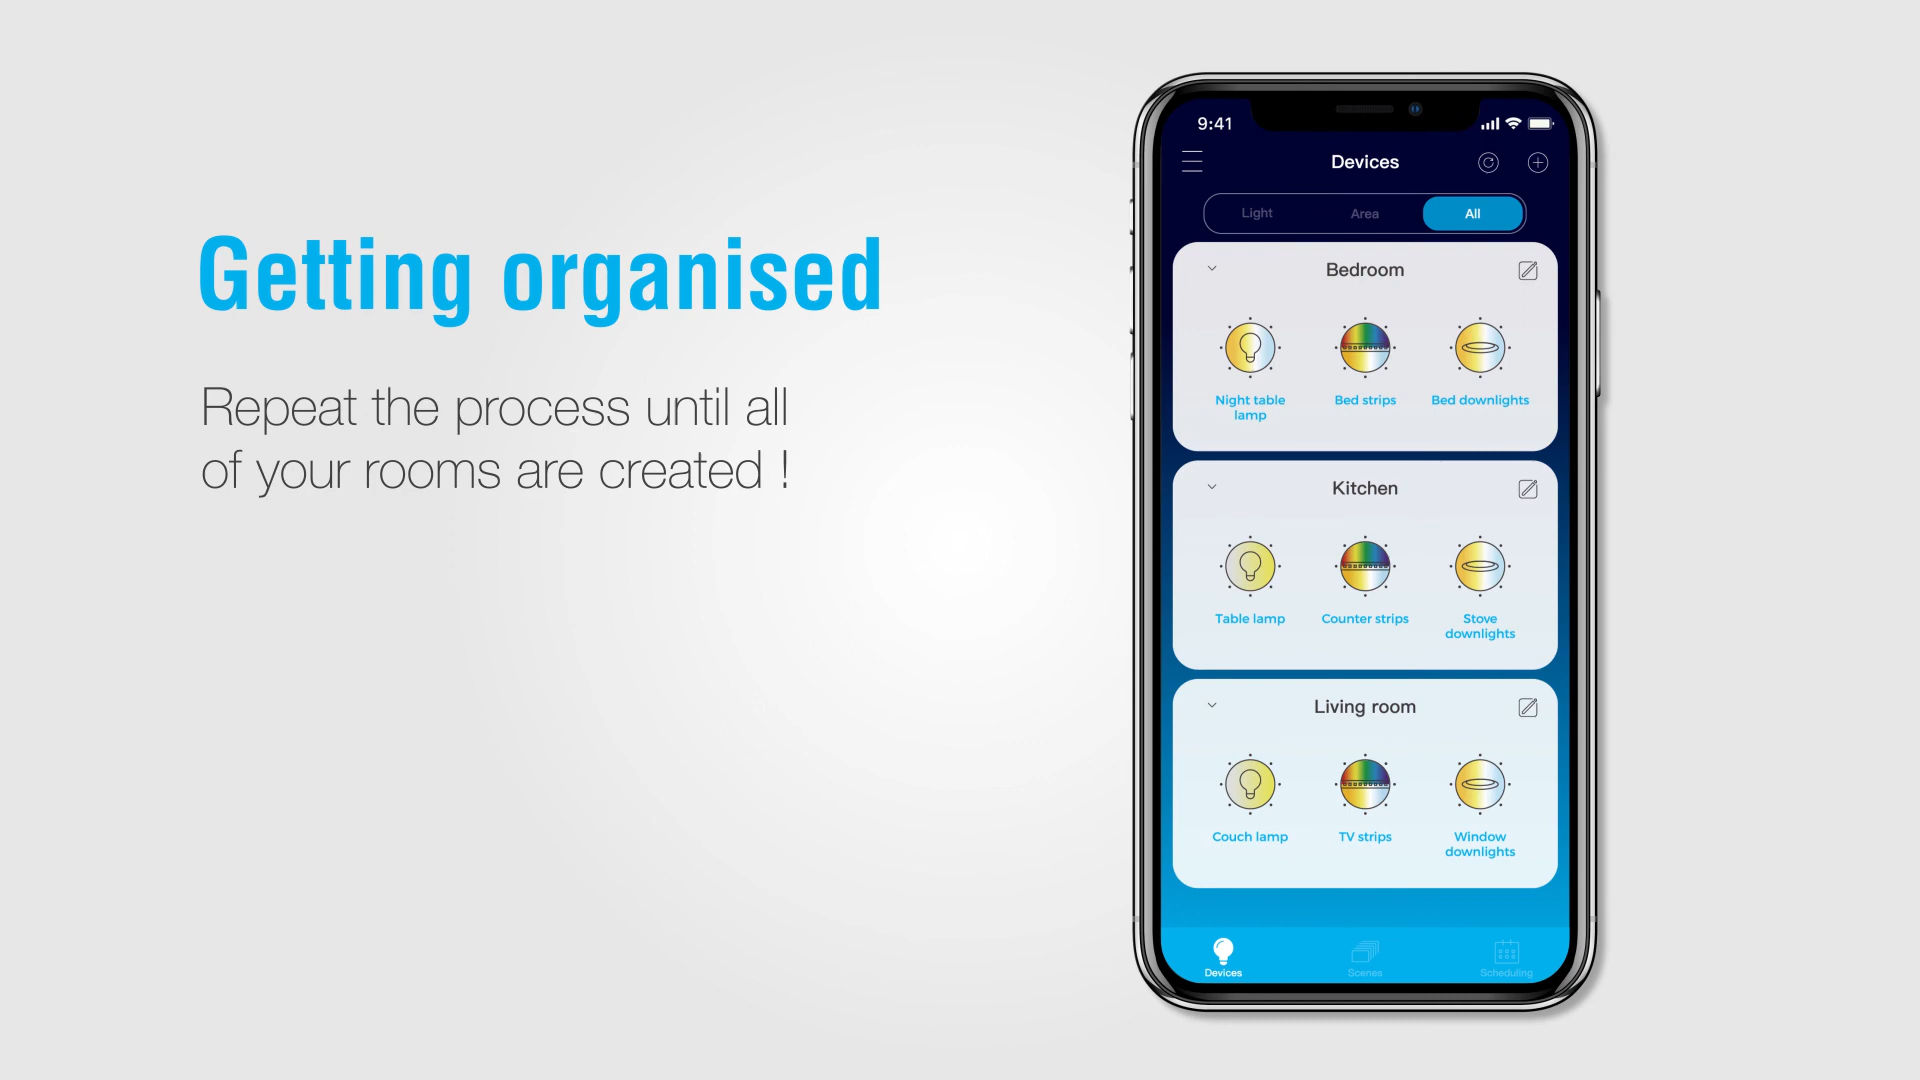 Getting organised
Repeat the process until all
of your rooms are created !
9:41
Devices
Light
Area
All
Bedroom
Night table
lamp
Bed strips
Bed downlights
Kitchen
Table lamp
Counter strips
Stove
downlights
Living room
Couch lamp
TV strips
Window
downlights
Devices
Scenes
Scheduling